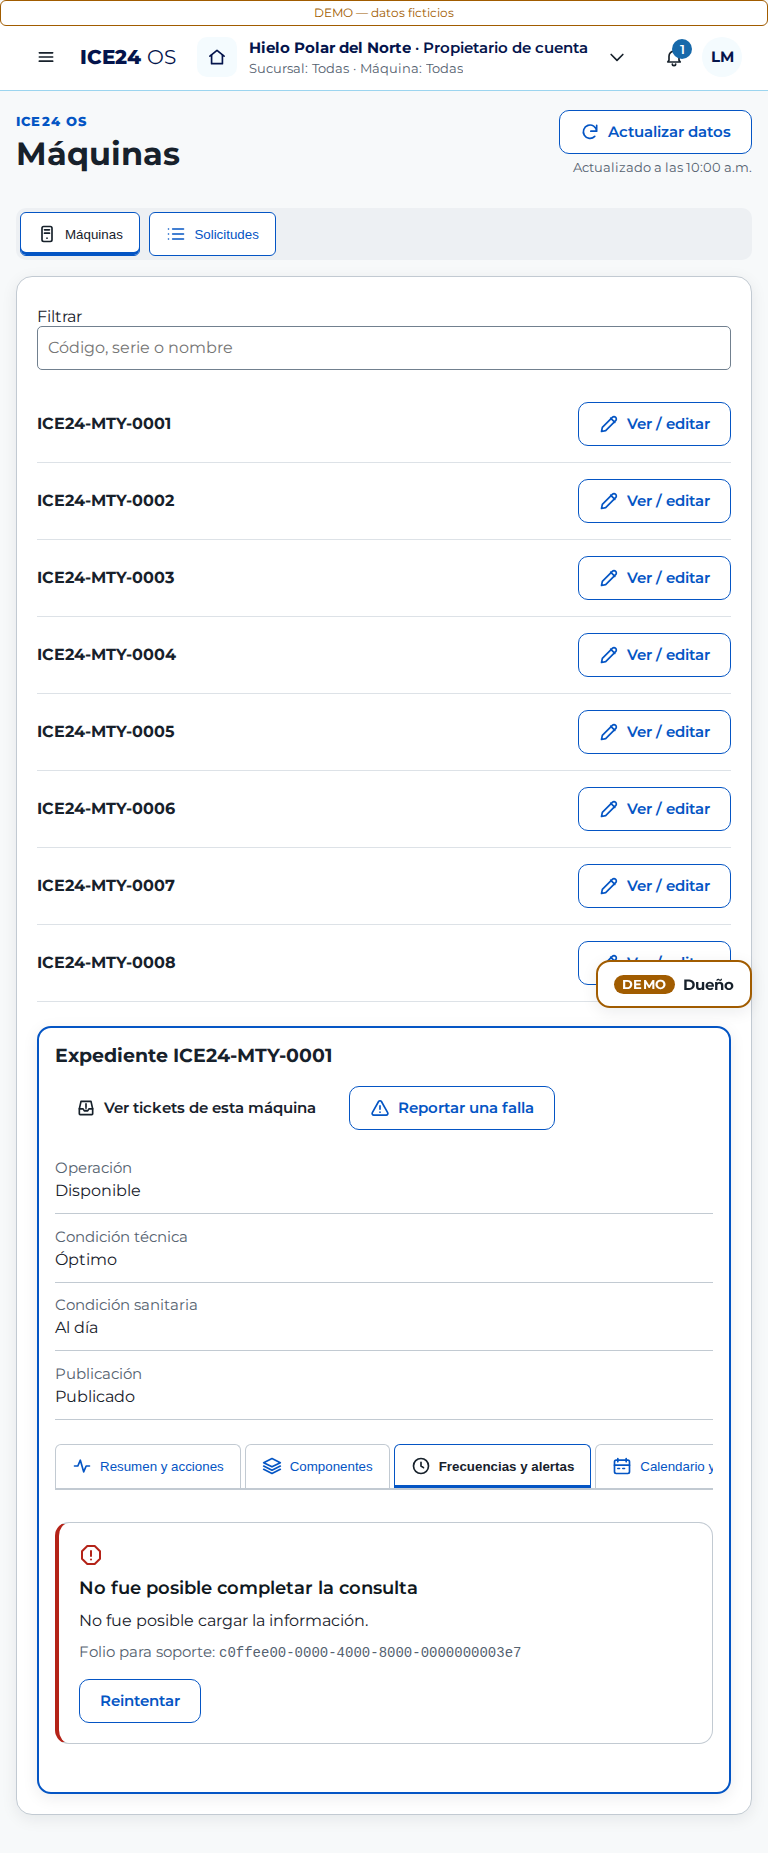 DEMO — datos ficticios
ICE24 OS
Hielo Polar del Norte · Propietario de cuenta
Sucursal: Todas · Máquina: Todas
1
LM
ICE24 OS
Máquinas
Actualizar datos
Actualizado a las 10:00 a.m.
Máquinas
Solicitudes
Filtrar
Código, serie o nombre
ICE24-MTY-0001
Ver / editar
ICE24-MTY-0002
Ver / editar
ICE24-MTY-0003
Ver / editar
ICE24-MTY-0004
Ver / editar
ICE24-MTY-0005
Ver / editar
ICE24-MTY-0006
Ver / editar
ICE24-MTY-0007
Ver / editar
ICE24-MTY-0008
DEMO Dueño
Expediente ICE24-MTY-0001
Ver tickets de esta máquina
Reportar una falla
Operación
Disponible
Condición técnica
Óptimo
Condición sanitaria
Al día
Publicación
Publicado
Resumen y acciones
Componentes
Frecuencias y alertas
Calendario y
No fue posible completar la consulta
No fue posible cargar la información.
Folio para soporte: c0ffee00-0000-4000-8000-0000000003e7
Reintentar